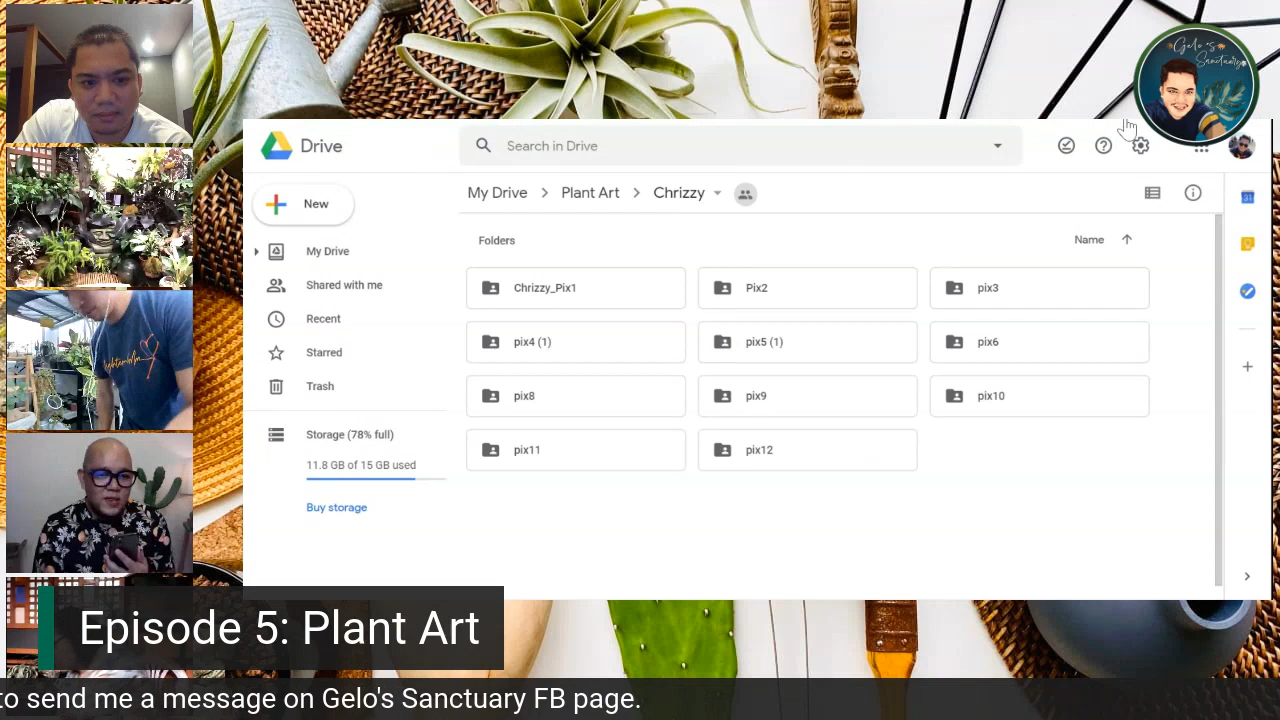 Gelo's
Sanctuary
Drive
Search in Drive
My Drive
Plant Art
Chrizzy
New
Folders
Name
My Drive
Shared with me
Recent
Starred
Trash
Storage (78% full)
11.8 GB of 15 GB used
Buy storage
Chrizzy_Pix1
Pix2
pix3
pix4 (1)
pix5 (1)
pix6
pix8
pix9
pix10
pix11
pix12
31
Episode 5: Plant Art
to send me a message on Gelo's Sanctuary FB page.